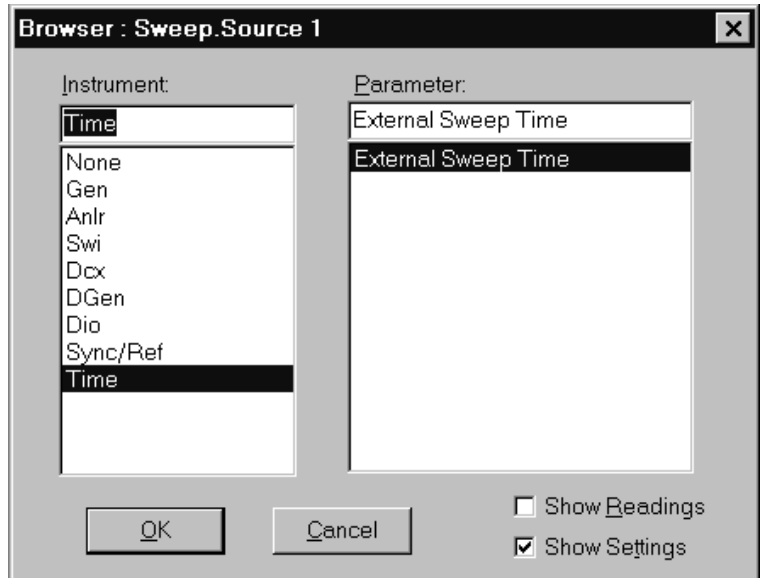 Browser : Sweep.Source 1
Instrument:
Parameter:
Time
External Sweep Time
None
Gen
Anlr
Swi
Dcx
DGen
Dio
Sync/Ref
Time
External Sweep Time
OK
Cancel
Show Readings
Show Settings